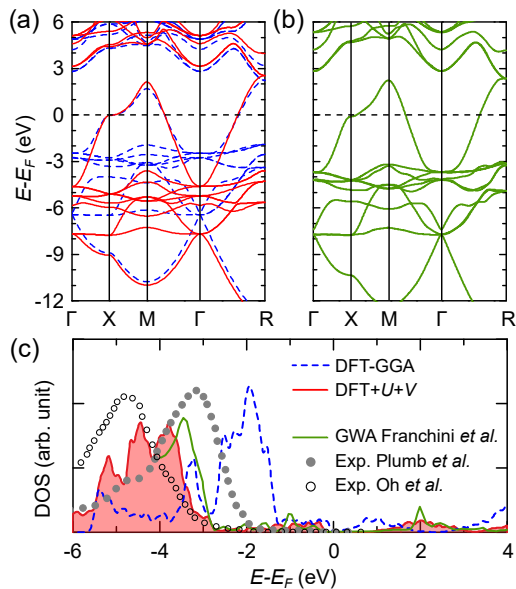 (a) (b)
6
3
0
-3
-6
-9
-12
E-E_F (eV)
Γ X M Γ R Γ X M Γ R
(c)
DFT-GGA
DFT+U+V
GWA Franchini et al.
Exp. Plumb et al.
Exp. Oh et al.
DOS (arb. unit)
-6 -4 -2 0 2 4
E-E_F (eV)